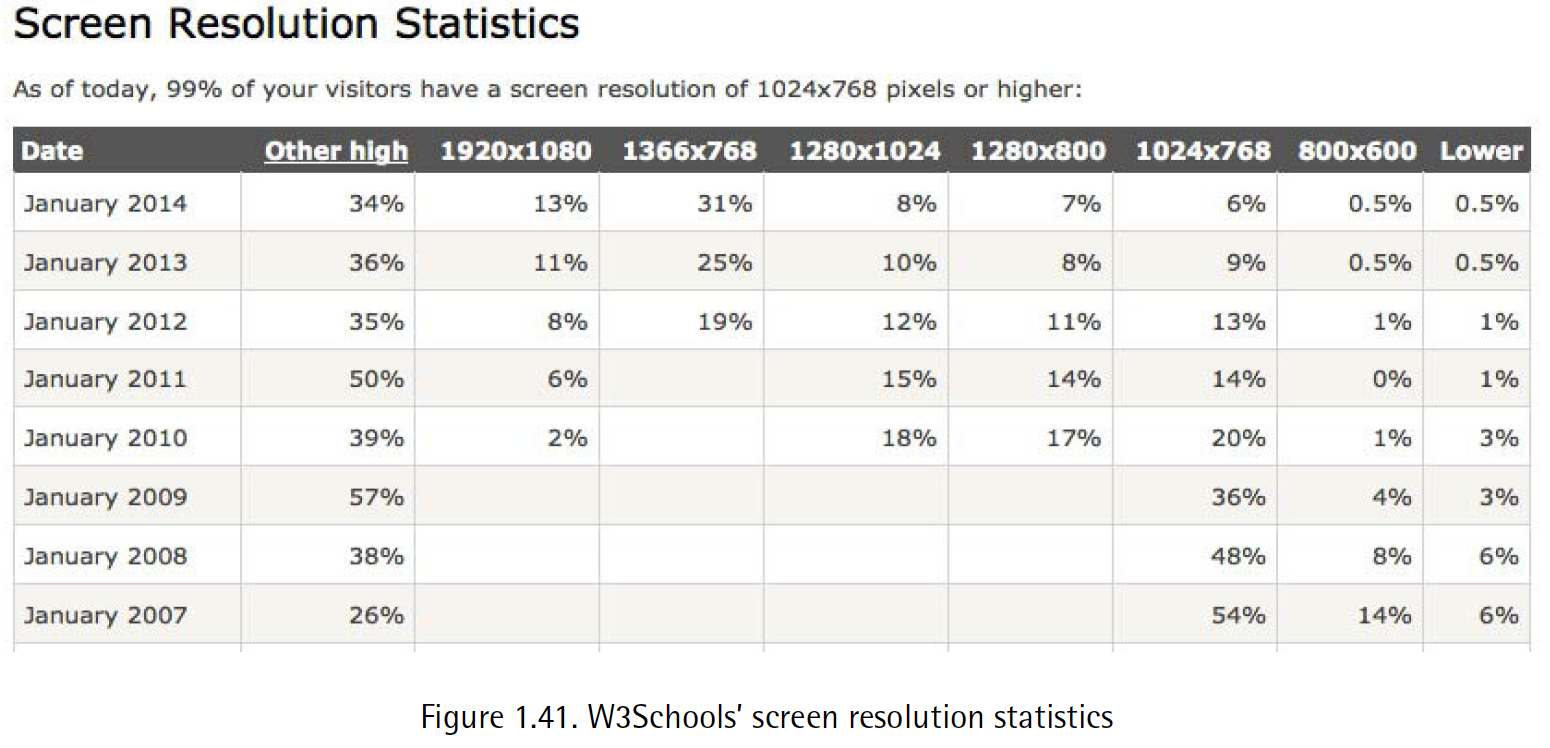 Screen Resolution Statistics
As of today, 99% of your visitors have a screen resolution of 1024x768 pixels or higher:
Date Other high 1920x1080 1366x768 1280x1024 1280x800 1024x768 800x600 Lower
January 2014 34% 13% 31% 8% 7% 6% 0.5% 0.5%
January 2013 36% 11% 25% 10% 8% 9% 0.5% 0.5%
January 2012 35% 8% 19% 12% 11% 13% 1% 1%
January 2011 50% 6% 15% 14% 14% 0% 1%
January 2010 39% 2% 18% 17% 20% 1% 3%
January 2009 57% 36% 4% 3%
January 2008 38% 48% 8% 6%
January 2007 26% 54% 14% 6%
Figure 1.41. W3Schools’ screen resolution statistics